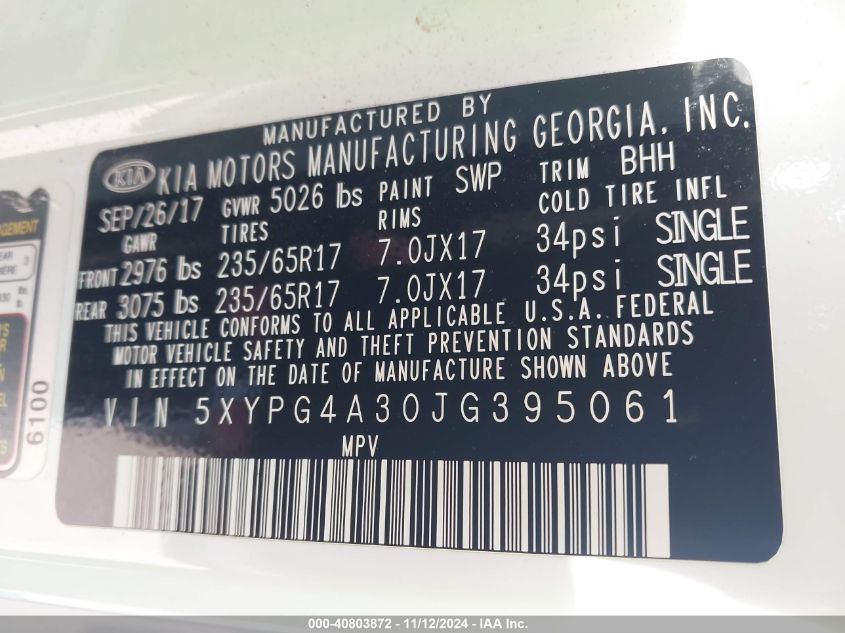 MANUFACTURED BY
KIA KIA MOTORS MANUFACTURING GEORGIA, INC.
SEP/26/17 GVWR 5026 lbs PAINT SWP TRIM BHH
GAWR TIRES RIMS COLD TIRE INFL
FRONT 2976 lbs 235/65R17 7.0JX17 34psi SINGLE
REAR 3075 lbs 235/65R17 7.0JX17 34psi SINGLE
THIS VEHICLE CONFORMS TO ALL APPLICABLE U.S.A. FEDERAL
MOTOR VEHICLE SAFETY AND THEFT PREVENTION STANDARDS
IN EFFECT ON THE DATE OF MANUFACTURE SHOWN ABOVE
VIN 5XYPG4A30JG395061
MPV
6100
000-40803872 - 11/12/2024 - IAA Inc.